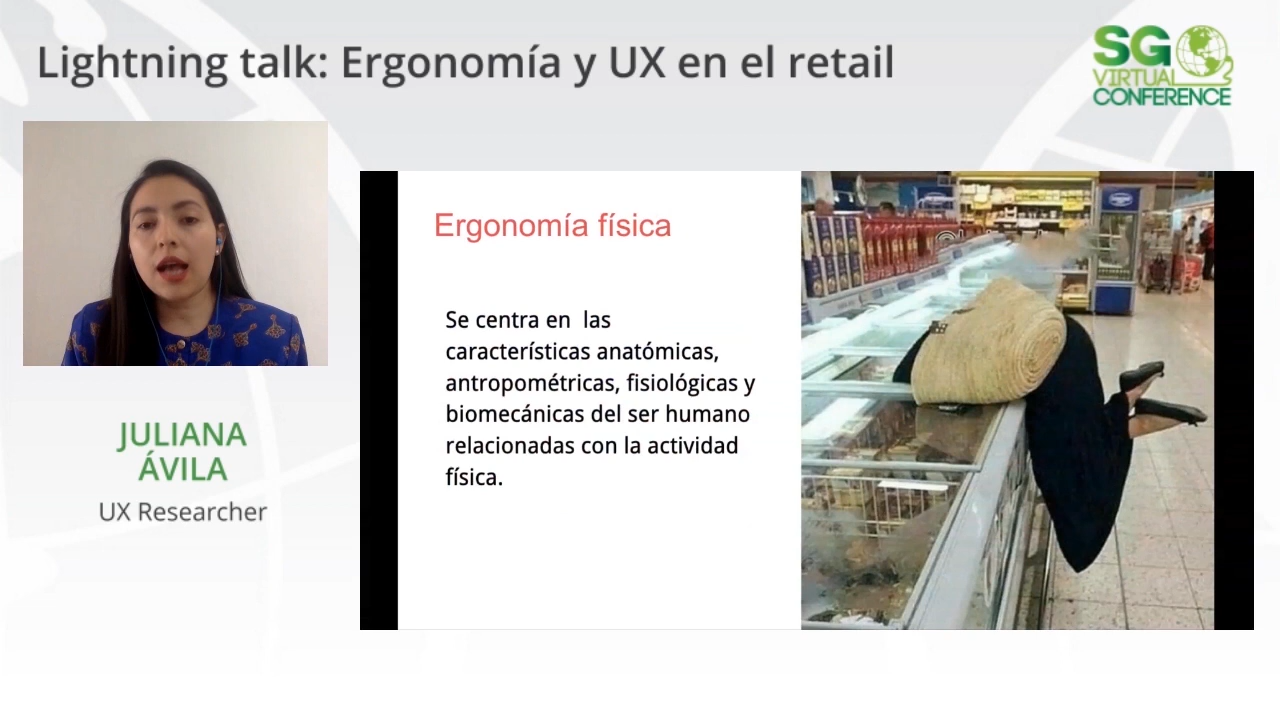 Lightning talk: Ergonomía y UX en el retail
SG
VIRTUAL
CONFERENCE
Ergonomía física
Se centra en  las
características anatómicas,
antropométricas, fisiológicas y
biomecánicas del ser humano
relacionadas con la actividad
física.
JULIANA
ÁVILA
UX Researcher